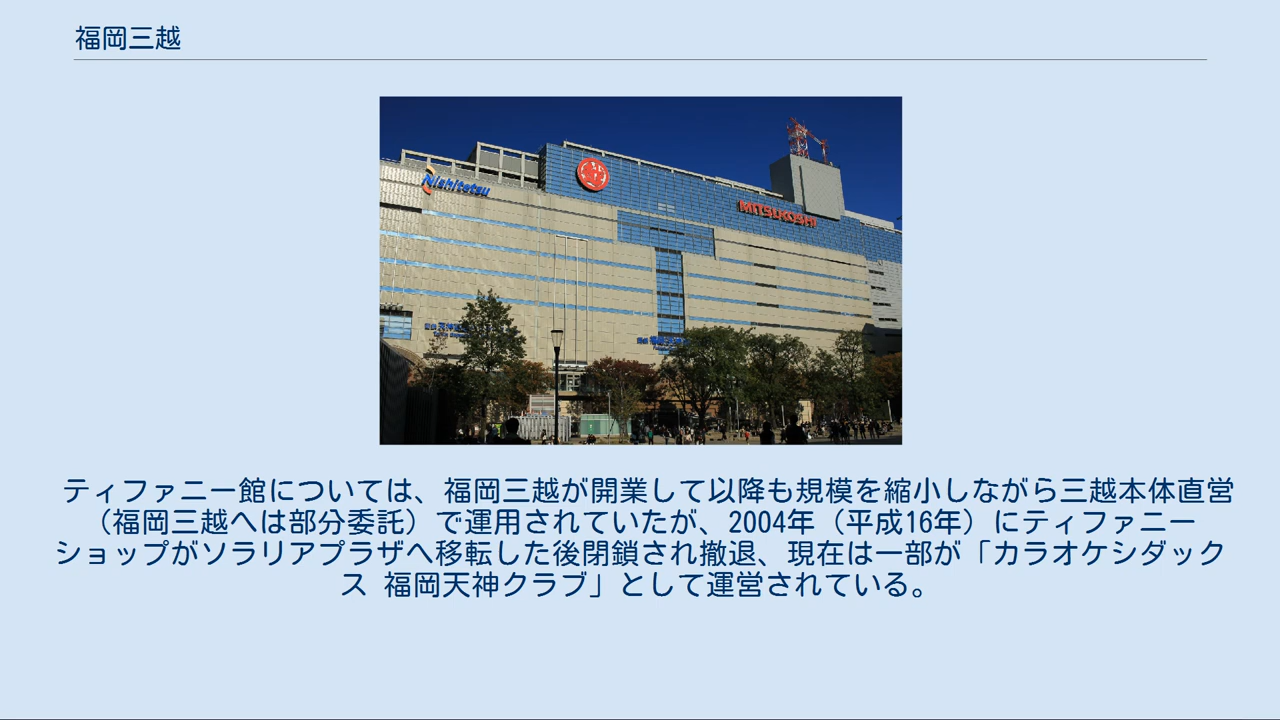 福岡三越
Nishitetsu
MITSUKOSHI
ティファニー館については、福岡三越が開業して以降も規模を縮小しながら三越本体直営
（福岡三越へは部分委託）で運用されていたが、2004年（平成16年）にティファニー
ショップがソラリアプラザへ移転した後閉鎖され撤退、現在は一部が「カラオケシダック
ス 福岡天神クラブ」として運営されている。